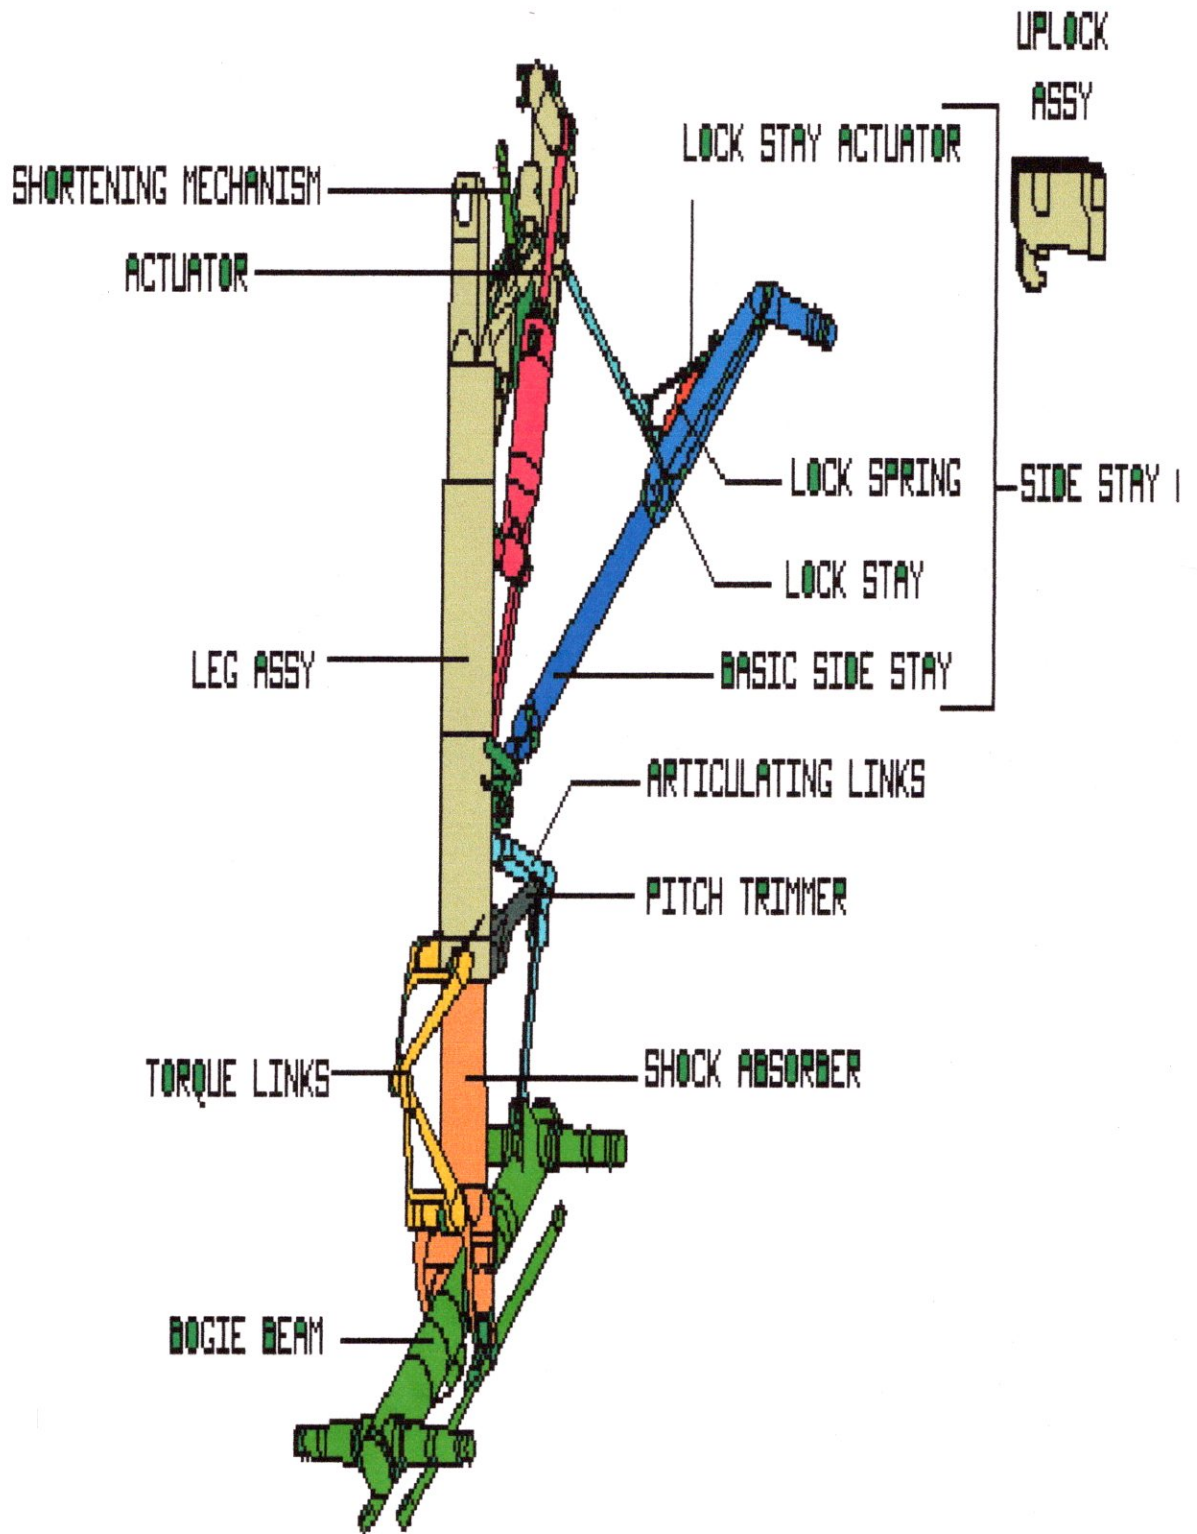 UPLOCK
ASSY
LOCK STAY ACTUATOR
SHORTENING MECHANISM
ACTUATOR
LOCK SPRING
SIDE STAY I
LOCK STAY
LEG ASSY
BASIC SIDE STAY
ARTICULATING LINKS
PITCH TRIMMER
TORQUE LINKS
SHOCK ABSORBER
BOGIE BEAM